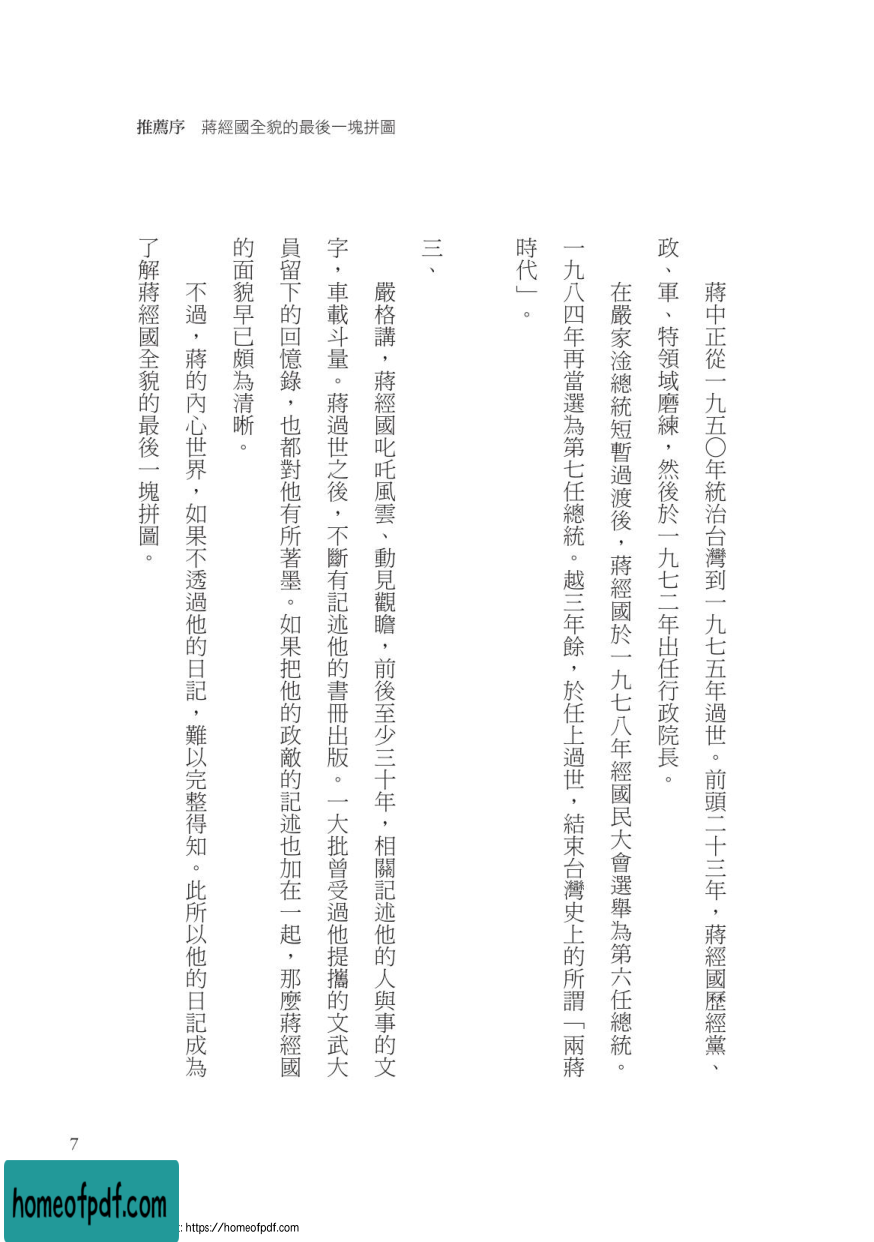 推薦序　蔣經國全貌的最後一塊拼圖
蔣中正從一九五〇年統治台灣到一九七五年過世。前頭二十三年，蔣經國歷經黨、
政、軍、特領域磨練，然後於一九七二年出任行政院長。
在嚴家淦總統短暫過渡後，蔣經國於一九七八年經國民大會選舉為第六任總統。
一九八四年再當選為第七任總統。越三年餘，於任上過世，結束台灣史上的所謂「兩蔣
時代」。
三、
嚴格講，蔣經國叱吒風雲、動見觀瞻，前後至少三十年，相關記述他的人與事的文
字，車載斗量。蔣過世之後，不斷有記述他的書冊出版。一大批曾受過他提攜的文武大
員留下的回憶錄，也都對他有所著墨。如果把他的政敵的記述也加在一起，那麼蔣經國
的面貌早已頗為清晰。
不過，蔣的內心世界，如果不透過他的日記，難以完整得知。此所以他的日記成為
了解蔣經國全貌的最後一塊拼圖。
7
homeofpdf.com
: https://homeofpdf.com